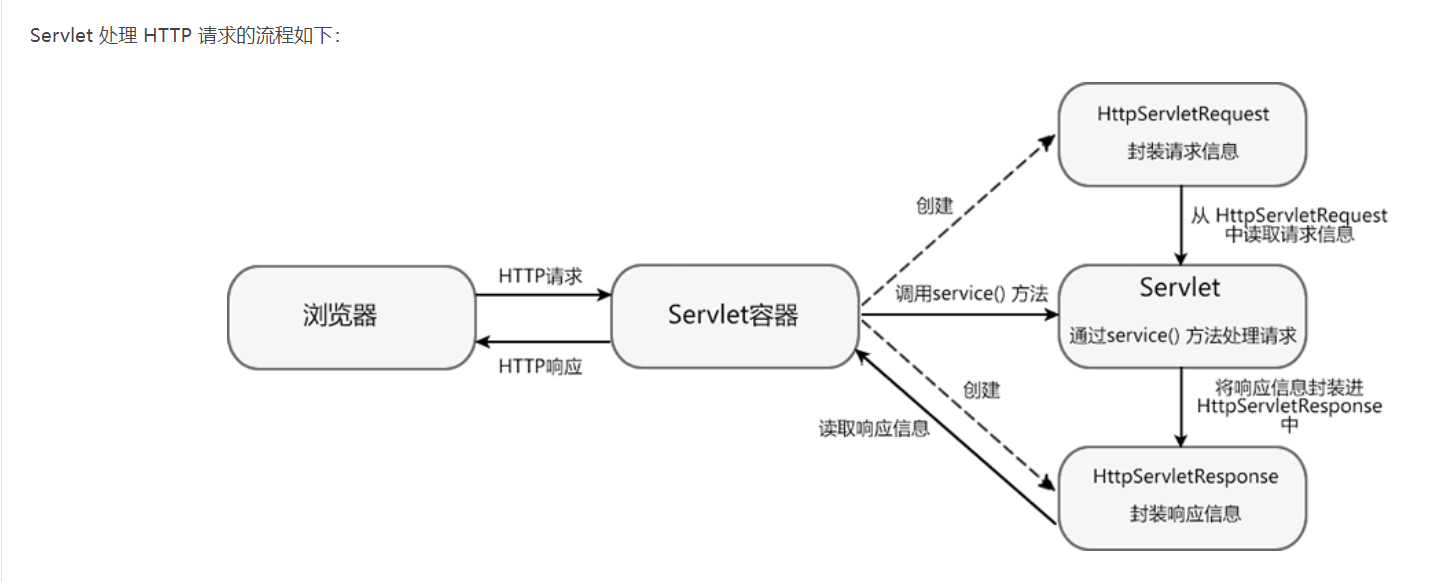 Servlet 处理 HTTP 请求的流程如下：
HttpServletRequest
封装请求信息
创建
从 HttpServletRequest
中读取请求信息
HTTP请求
浏览器
HTTP响应
Servlet容器
调用service() 方法
Servlet
通过service() 方法处理请求
创建
读取响应信息
将响应信息封装进
HttpServletResponse
中
HttpServletResponse
封装响应信息